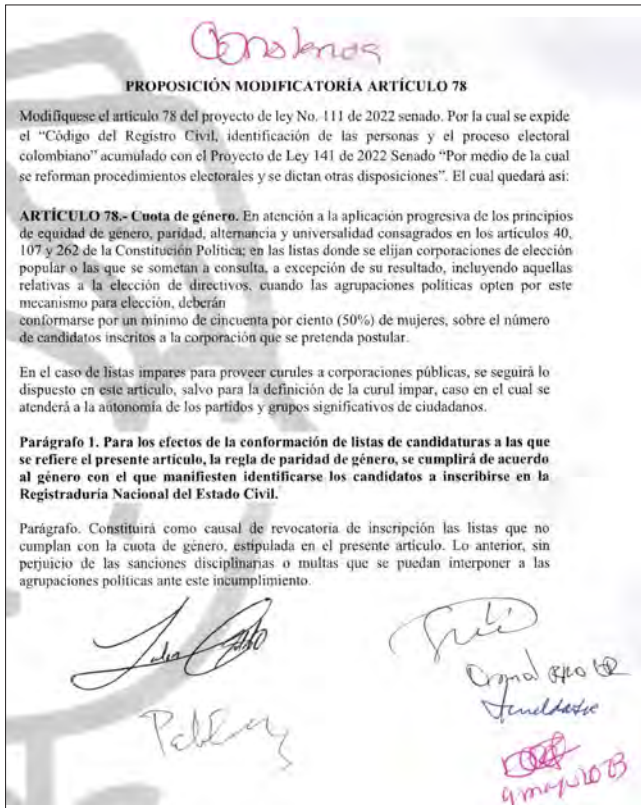 Constancia
PROPOSICIÓN MODIFICATORÍA ARTÍCULO 78
Modifíquese el artículo 78 del proyecto de ley No. 111 de 2022 senado. Por la cual se expide
el “Código del Registro Civil, identificación de las personas y el proceso electoral
colombiano” acumulado con el Proyecto de Ley 141 de 2022 Senado “Por medio de la cual
se reforman procedimientos electorales y se dictan otras disposiciones”. El cual quedará así:
ARTÍCULO 78.- Cuota de género. En atención a la aplicación progresiva de los principios
de equidad de género, paridad, alternancia y universalidad consagrados en los artículos 40,
107 y 262 de la Constitución Política; en las listas donde se elijan corporaciones de elección
popular o las que se sometan a consulta, a excepción de su resultado, incluyendo aquellas
relativas a la elección de directivos, cuando las agrupaciones políticas opten por este
mecanismo para elección, deberán
conformarse por un mínimo de cincuenta por ciento (50%) de mujeres, sobre el número
de candidatos inscritos a la corporación que se pretenda postular.
En el caso de listas impares para proveer curules a corporaciones públicas, se seguirá lo
dispuesto en este artículo, salvo para la definición de la curul impar, caso en el cual se
atenderá a la autonomía de los partidos y grupos significativos de ciudadanos.
Parágrafo 1. Para los efectos de la conformación de listas de candidaturas a las que
se refiere el presente artículo, la regla de paridad de género, se cumplirá de acuerdo
al género con el que manifiesten identificarse los candidatos a inscribirse en la
Registraduría Nacional del Estado Civil.
Parágrafo. Constituirá como causal de revocatoria de inscripción las listas que no
cumplan con la cuota de género, estipulada en el presente artículo. Lo anterior, sin
perjuicio de las sanciones disciplinarias o multas que se puedan interponer a las
agrupaciones políticas ante este incumplimiento.